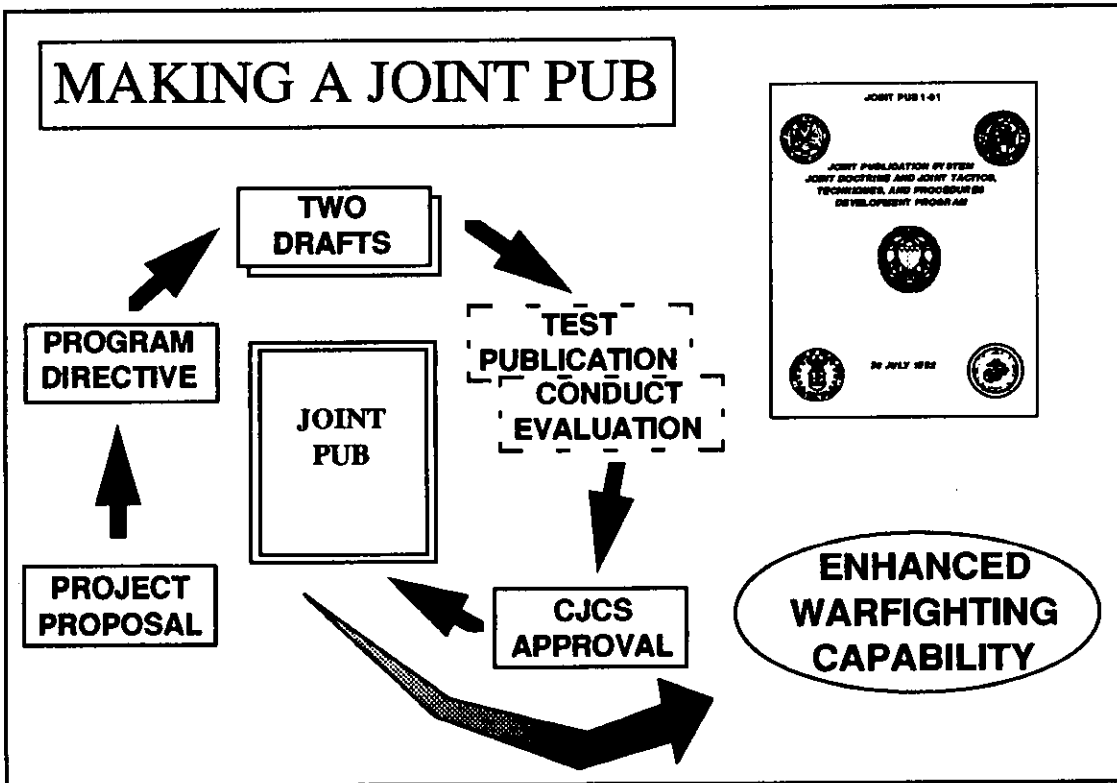 MAKING A JOINT PUB
JOINT PUB 1-01
JOINT PUBLICATION SYSTEM
JOINT DOCTRINE AND JOINT TACTICS,
TECHNIQUES, AND PROCEDURES
DEVELOPMENT PROGRAM
30 JULY 1992
TWO
DRAFTS
PROGRAM
DIRECTIVE
TEST
PUBLICATION
CONDUCT
EVALUATION
JOINT
PUB
PROJECT
PROPOSAL
CJCS
APPROVAL
ENHANCED
WARFIGHTING
CAPABILITY